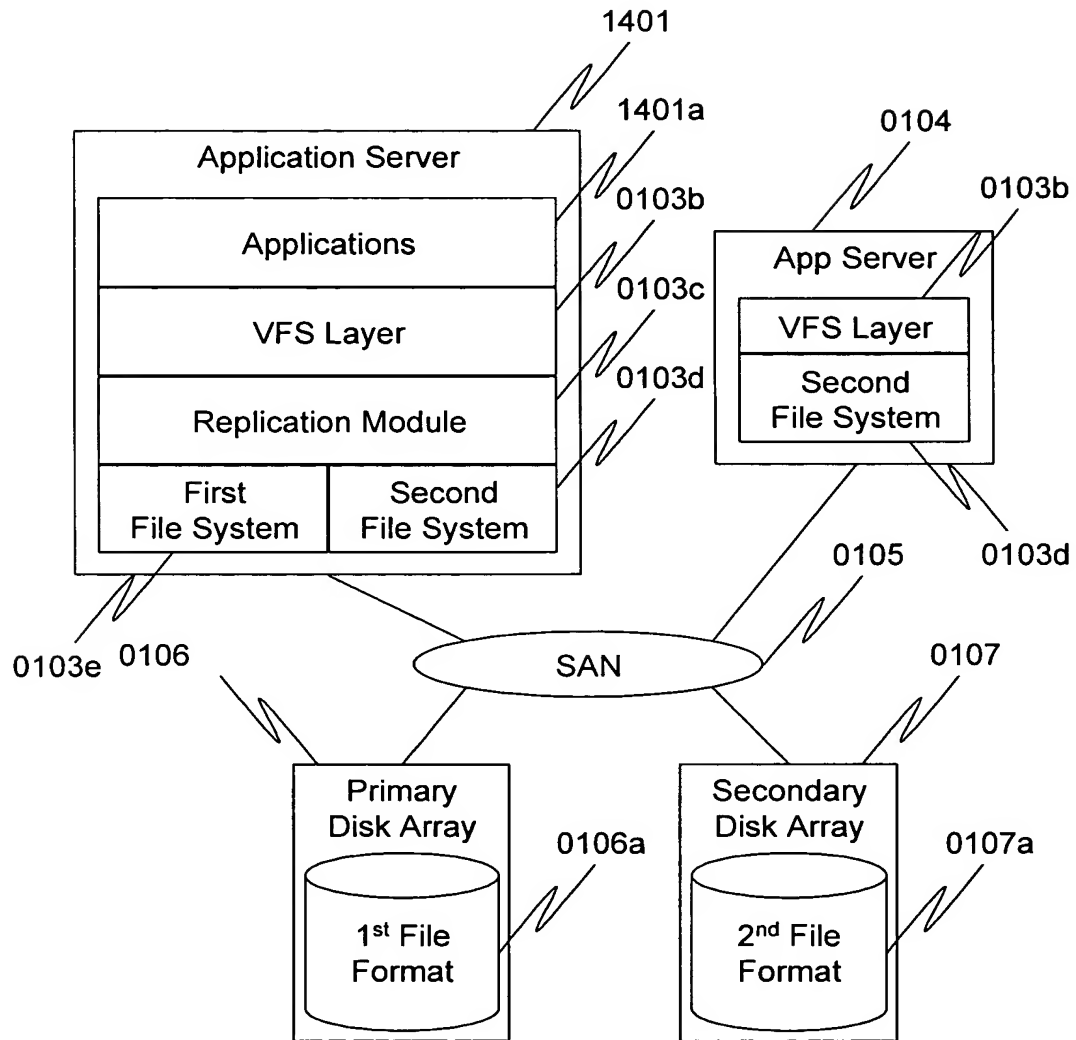 1401
1401a
0104
Application Server
0103b
0103b
Applications
App Server
0103c
VFS Layer
VFS Layer
0103d
Second
File System
Replication Module
First
File System
Second
File System
0105
0103d
0103e
0106
SAN
0107
Primary
Disk Array
Secondary
Disk Array
0106a
0107a
1st File
Format
2nd File
Format